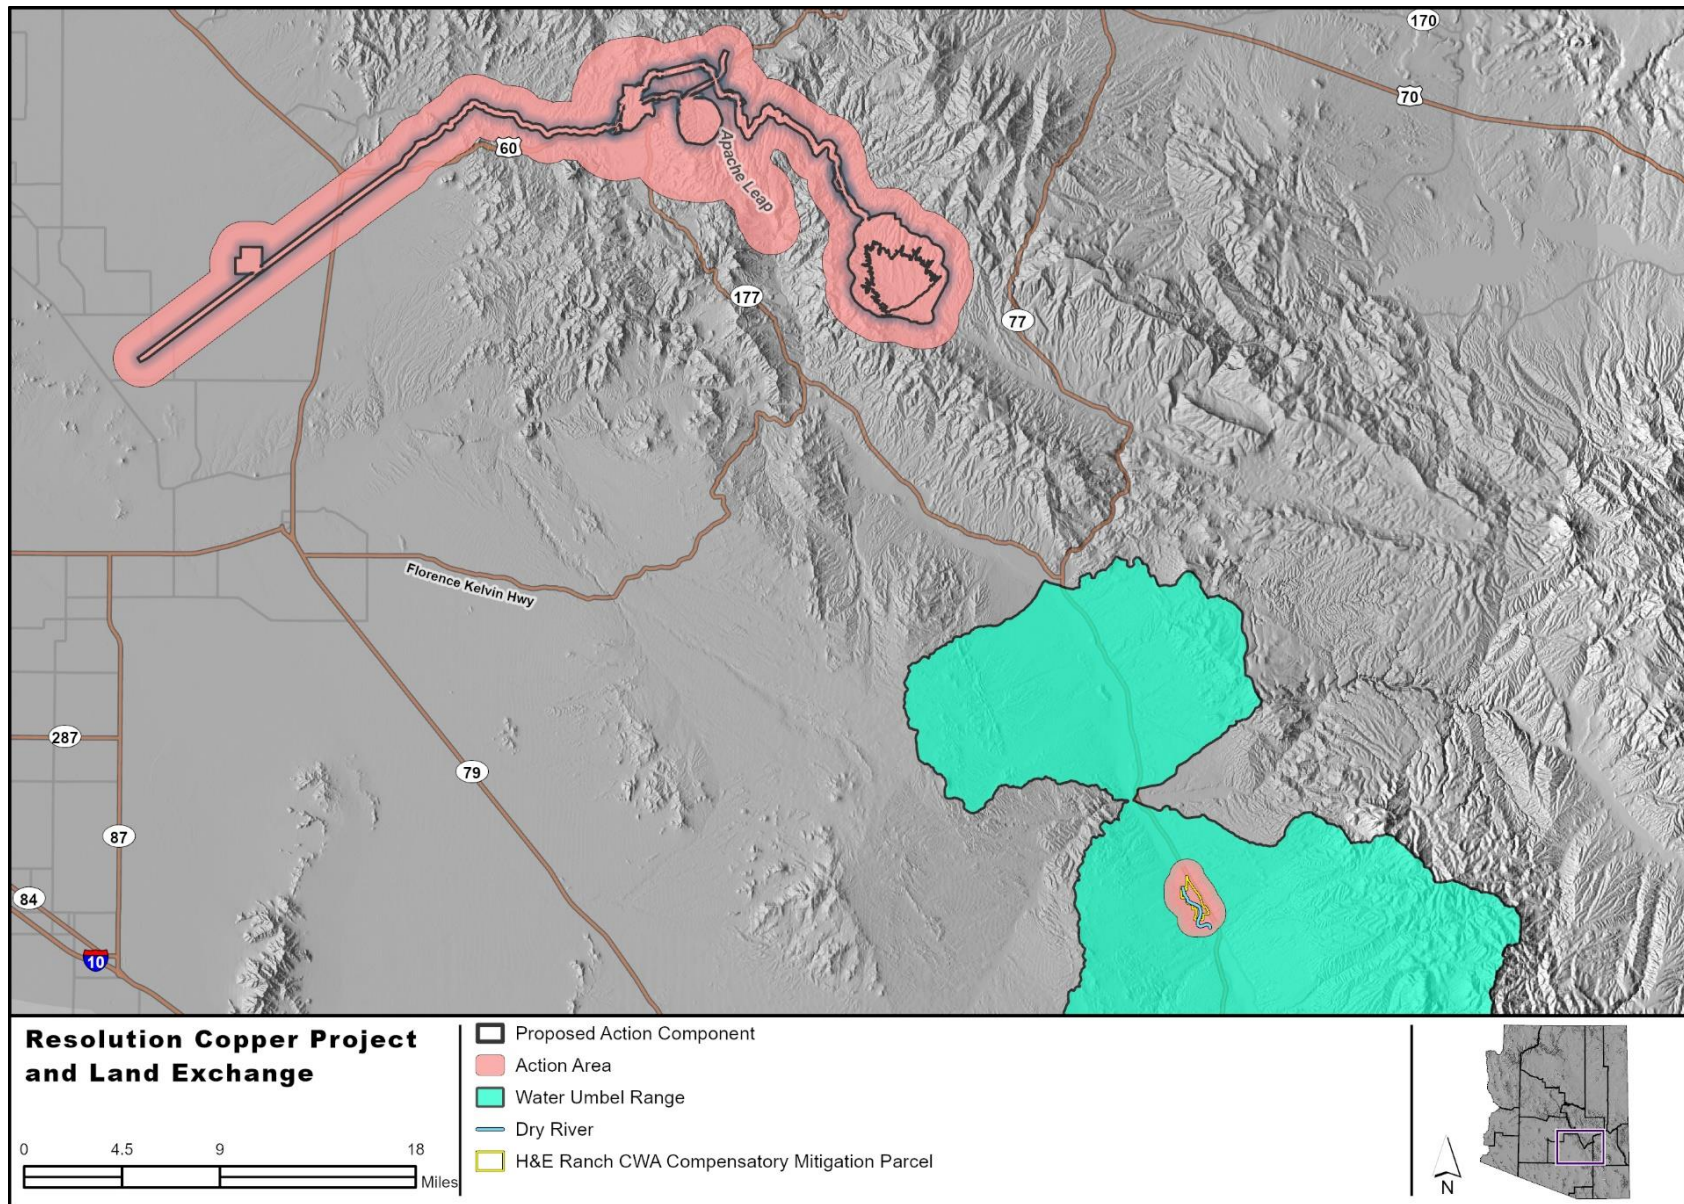 170
70
60
Apache Leap
177
77
Florence Kelvin Hwy
287
79
87
84
10
Resolution Copper Project
and Land Exchange
0 4.5 9 18
Miles
Proposed Action Component
Action Area
Water Umbel Range
Dry River
H&E Ranch CWA Compensatory Mitigation Parcel
N